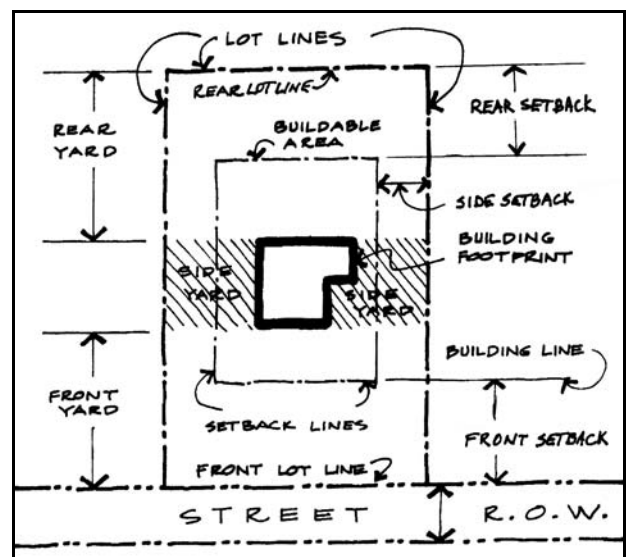 LOT LINES
REAR LOT LINE
REAR
YARD
BUILDABLE
AREA
REAR SETBACK
SIDE SETBACK
BUILDING
FOOTPRINT
SIDE
YARD
SIDE
YARD
BUILDING LINE
FRONT
YARD
SETBACK LINES
FRONT SETBACK
FRONT LOT LINE
STREET
R.O.W.